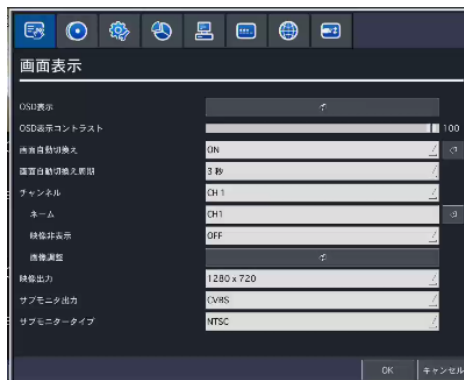 画面表示
OSD表示
OSD表示コントラスト 100
画面自動切換え ON
画面自動切換え周期 3 秒
チャンネル CH 1
ネーム CH1
映像非表示 OFF
画像調整
映像出力 1280 x 720
サブモニタ出力 CVBS
サブモニタータイプ NTSC
OK キャンセル